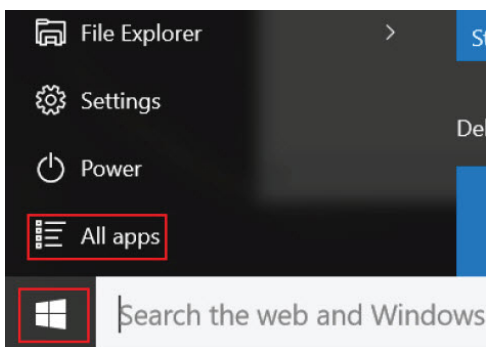 File Explorer
St
Settings
Del
Power
All apps
Search the web and Windows